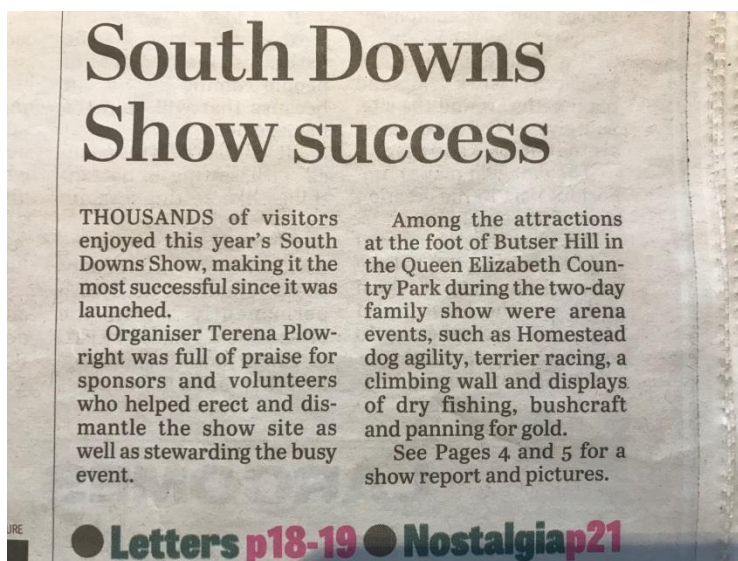 South Downs
Show success
THOUSANDS of visitors
enjoyed this year's South
Downs Show, making it the
most successful since it was
launched.
Organiser Terena Plow-
right was full of praise for
sponsors and volunteers
who helped erect and dis-
mantle the show site as
well as stewarding the busy
event.
Among the attractions
at the foot of Butser Hill in
the Queen Elizabeth Coun-
try Park during the two-day
family show were arena
events, such as Homestead
dog agility, terrier racing, a
climbing wall and displays
of dry fishing, bushcraft
and panning for gold.
See Pages 4 and 5 for a
show report and pictures.
URE
● Letters p18-19 ● Nostalgia p21